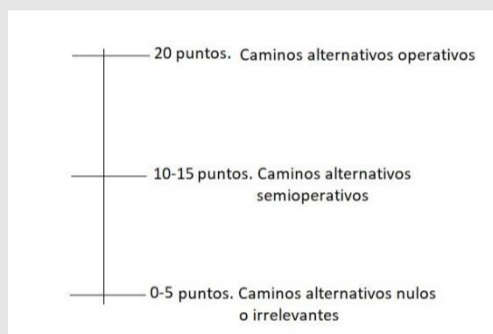 20 puntos. Caminos alternativos operativos
10-15 puntos. Caminos alternativos
semioperativos
0-5 puntos. Caminos alternativos nulos
o irrelevantes